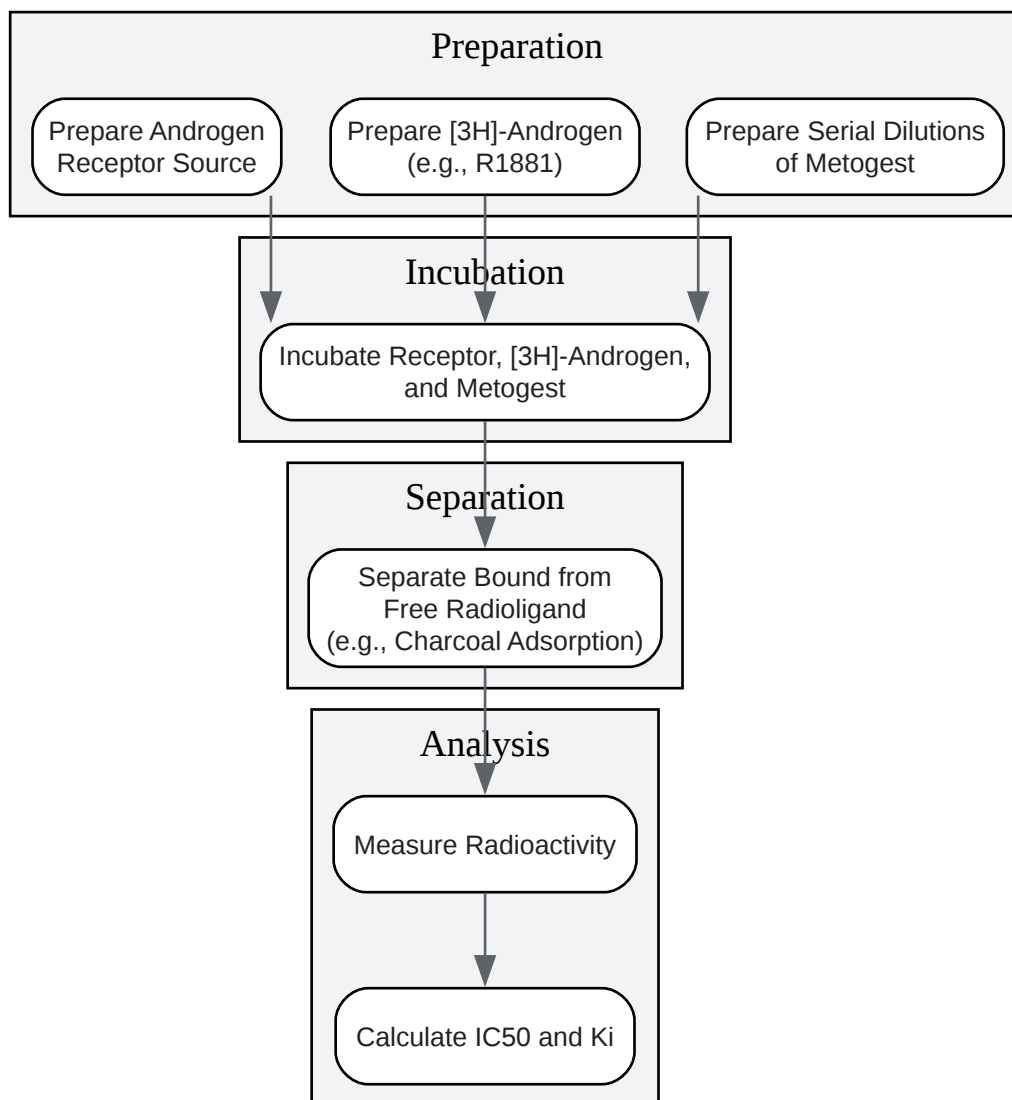 Preparation
Prepare Androgen
Receptor Source
Prepare [3H]-Androgen
(e.g., R1881)
Prepare Serial Dilutions
of Metogest
Incubation
Incubate Receptor, [3H]-Androgen,
and Metogest
Separation
Separate Bound from
Free Radioligand
(e.g., Charcoal Adsorption)
Analysis
Measure Radioactivity
Calculate IC50 and Ki